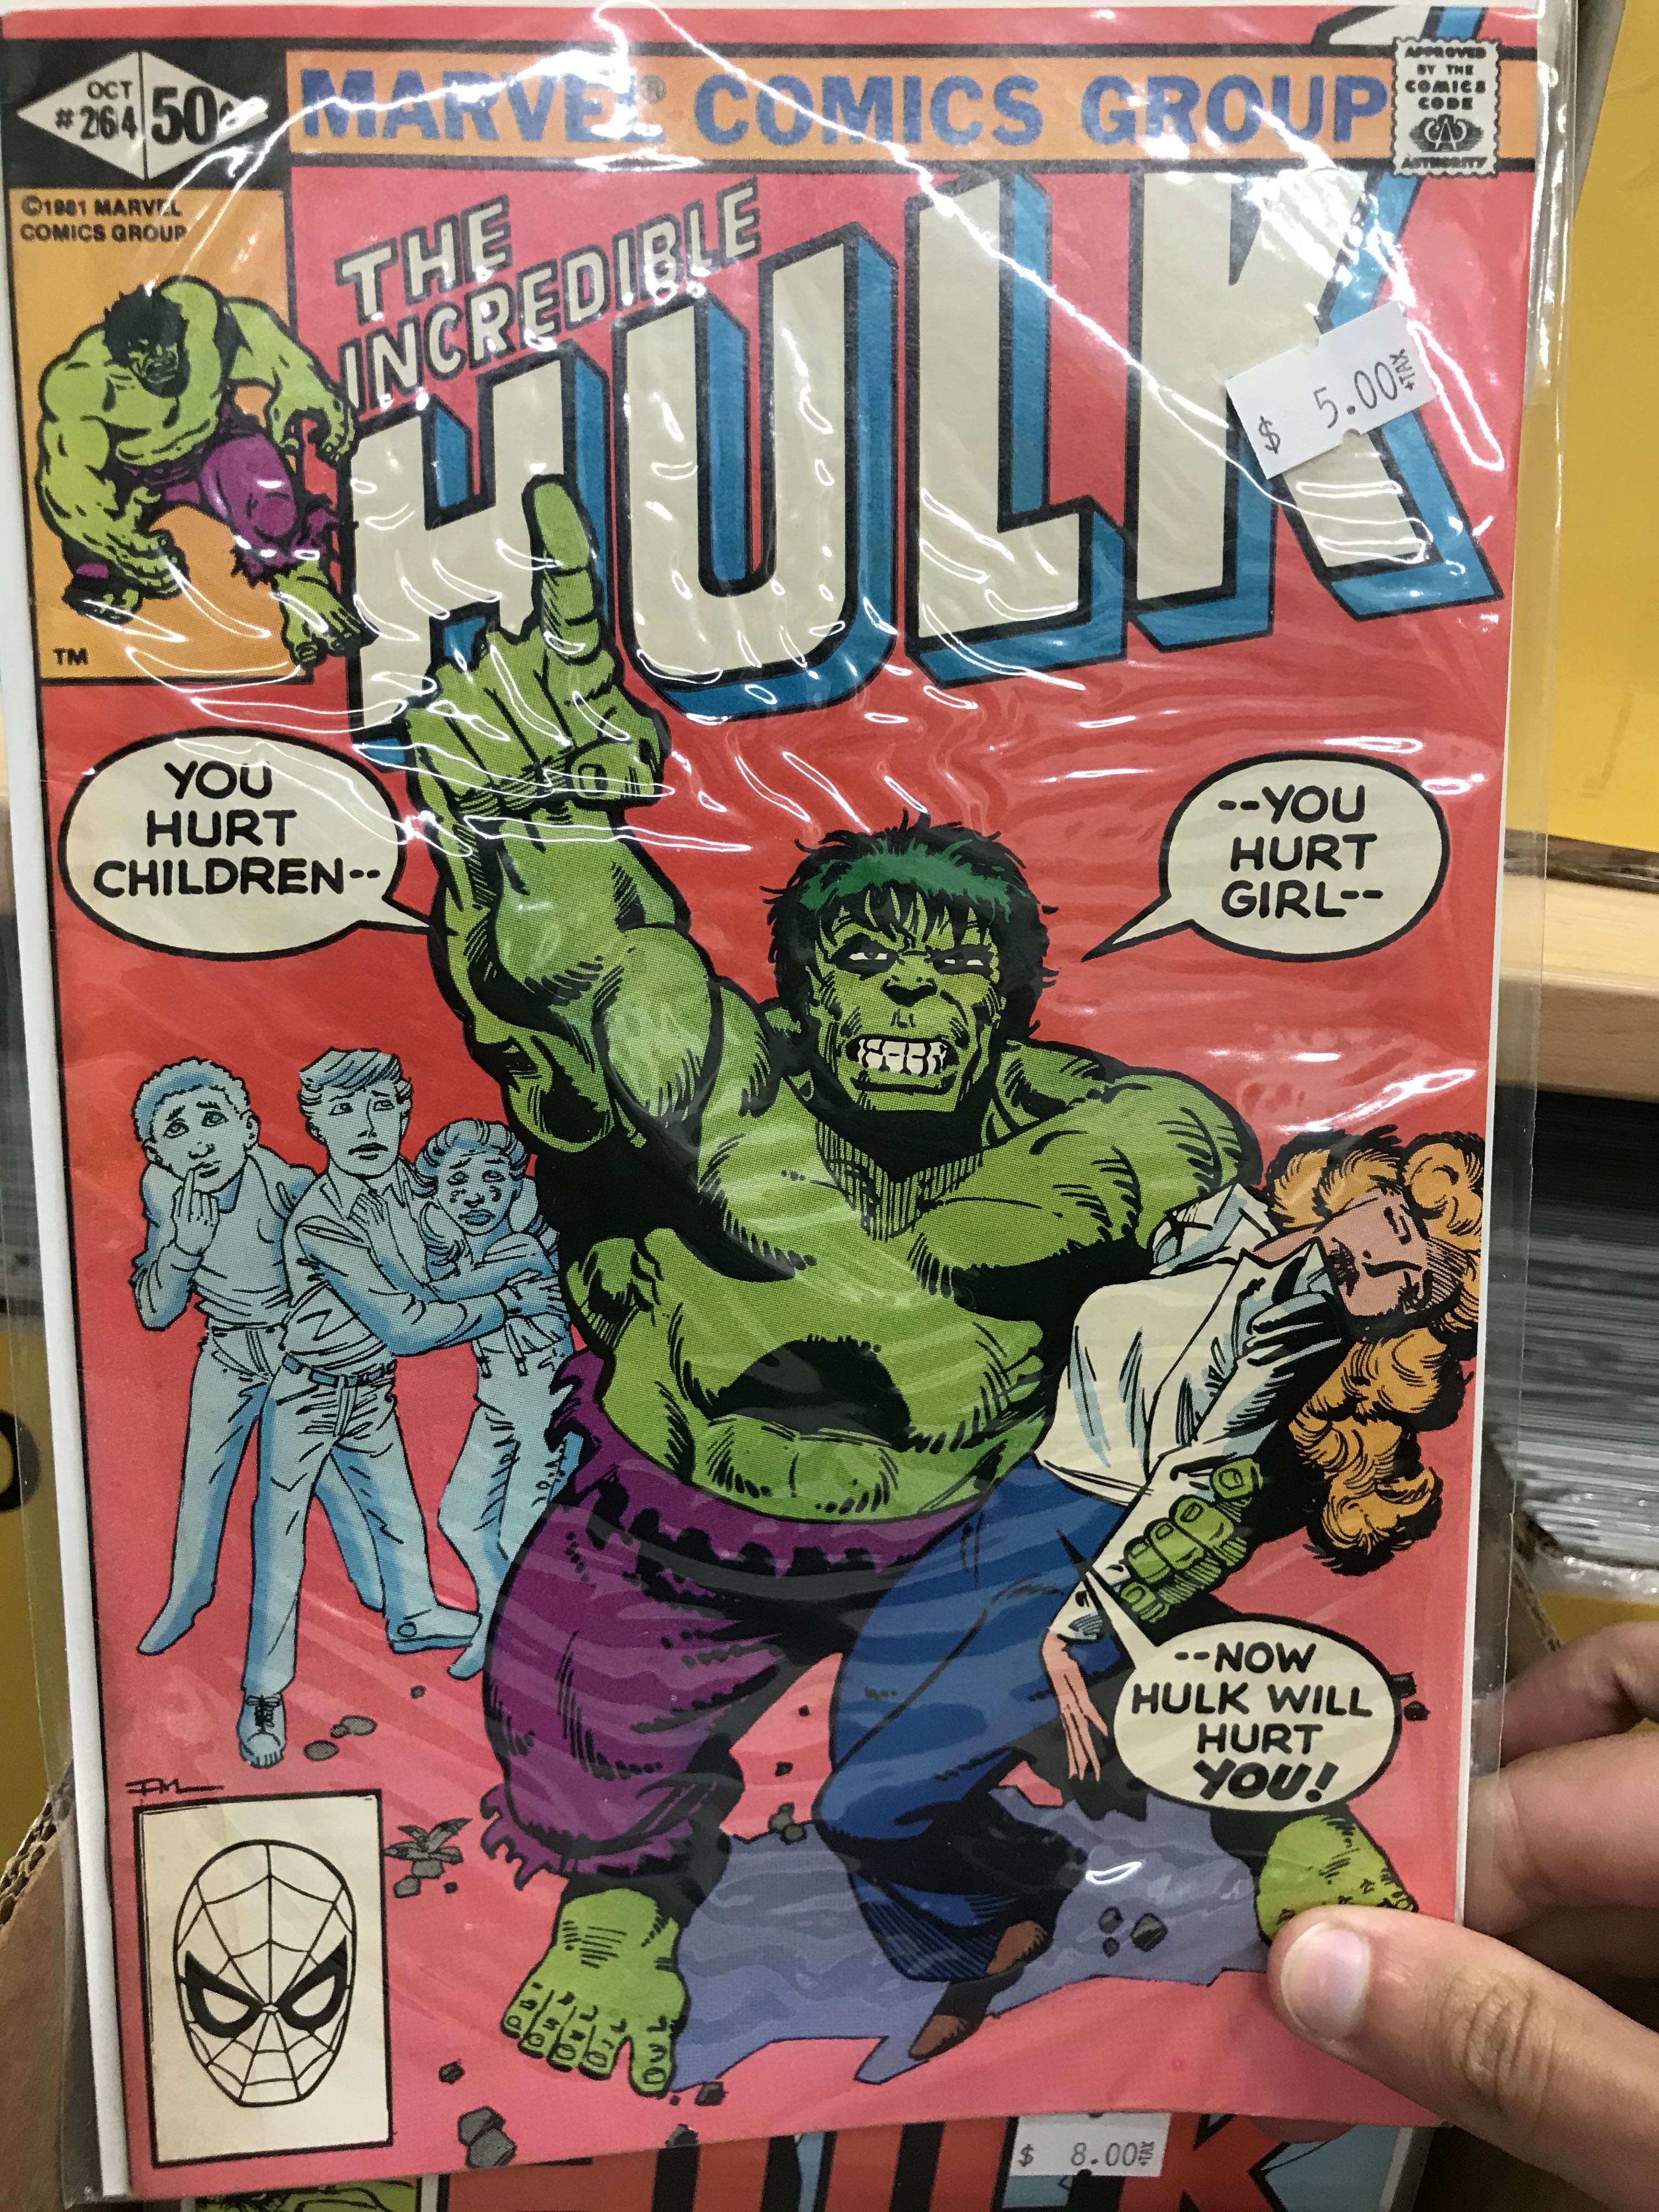 OCT
#264
50¢
MARVEL® COMICS GROUP
APPROVED
BY THE
COMICS
CODE
AUTHORITY
©1981 MARVEL
COMICS GROUP
THE
INCREDIBLE
HULK
$ 5.00 +TAX
TM
YOU
HURT
CHILDREN--
--YOU
HURT
GIRL--
--NOW
HULK WILL
HURT
YOU!
$ 8.00 +TAX